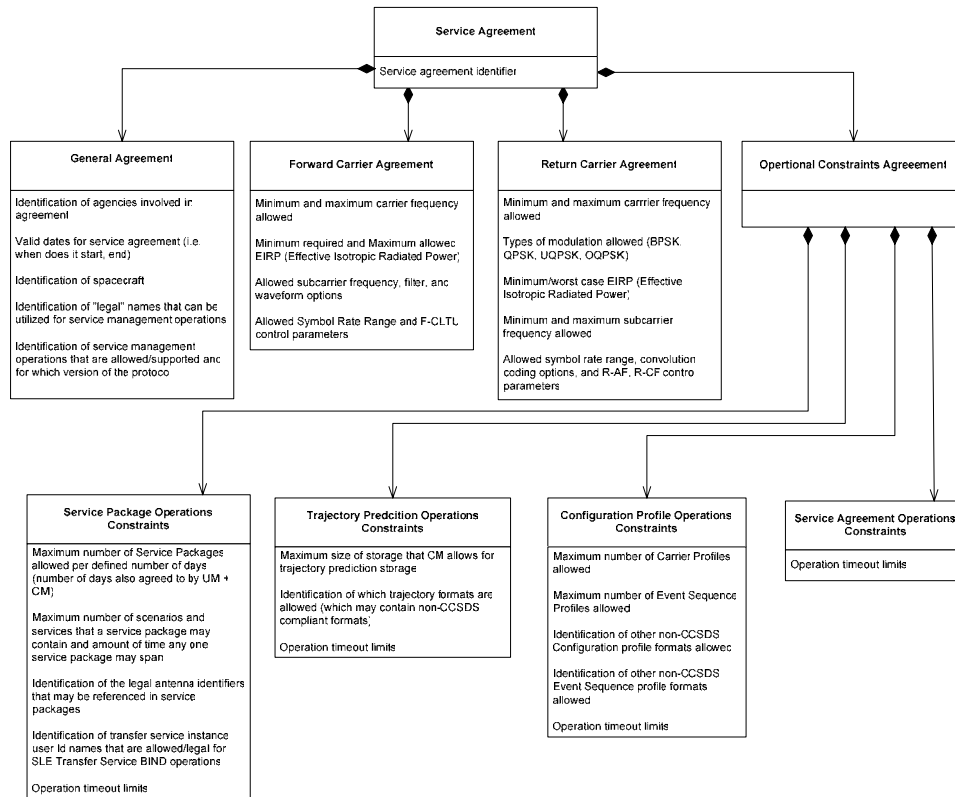 Service Agreement
Service agreement identifier
General Agreement
Identification of agencies involved in
agreement
Valid dates for service agreement (i.e.
when does it start, end)
Identification of spacecraft
Identification of "legal" names that can be
utilized for service management operations
Identification of service management
operations that are allowed/supported and
for which version of the protoco
Forward Carrier Agreement
Minimum and maximum carrier frequency
allowed
Minimum required and Maximum allowec
EIRP (Effective Isotropic Radiated Power)
Allowed subcarrier frequency, filter, and
waveform options
Allowed Symbol Rate Range and F-CLTU
control parameters
Return Carrier Agreement
Minimum and maximum carrrier frequency
allowed
Types of modulation allowed (BPSK,
QPSK, UQPSK, OQPSK)
Minimum/worst case EIRP (Effective
Isotropic Radiated Power)
Minimum and maximum subcarrier
frequency allowed
Allowed symbol rate range, convolution
coding options, and R-AF, R-CF contro
parameters
Opertional Constraints Agreeement
Service Package Operations
Constraints
Maximum number of Service Packages
allowed per defined number of days
(number of days also agreed to by UM +
CM)
Maximum number of scenarios and
services that a service package may
contain and amount of time any one
service package may span
Identification of the legal antenna identifiers
that may be referenced in service
packages
Identification of transfer service instance
user Id names that are allowed/legal for
SLE Transfer Service BIND operations
Operation timeout limits
Trajectory Predcition Operations
Constraints
Maximum size of storage that CM allows for
trajectory prediction storage
Identification of which trajectory formats are
allowed (which may contain non-CCSDS
compliant formats)
Operation timeout limits
Configuration Profile Operations
Constraints
Maximum number of Carrier Profiles
allowed
Maximum number of Event Sequence
Profiles allowed
Identification of other non-CCSDS
Configuration profile formats allowec
Identification of other non-CCSDS
Event Sequence profile formats
allowed
Operation timeout limits
Service Agreement Operations
Constraints
Operation timeout limits